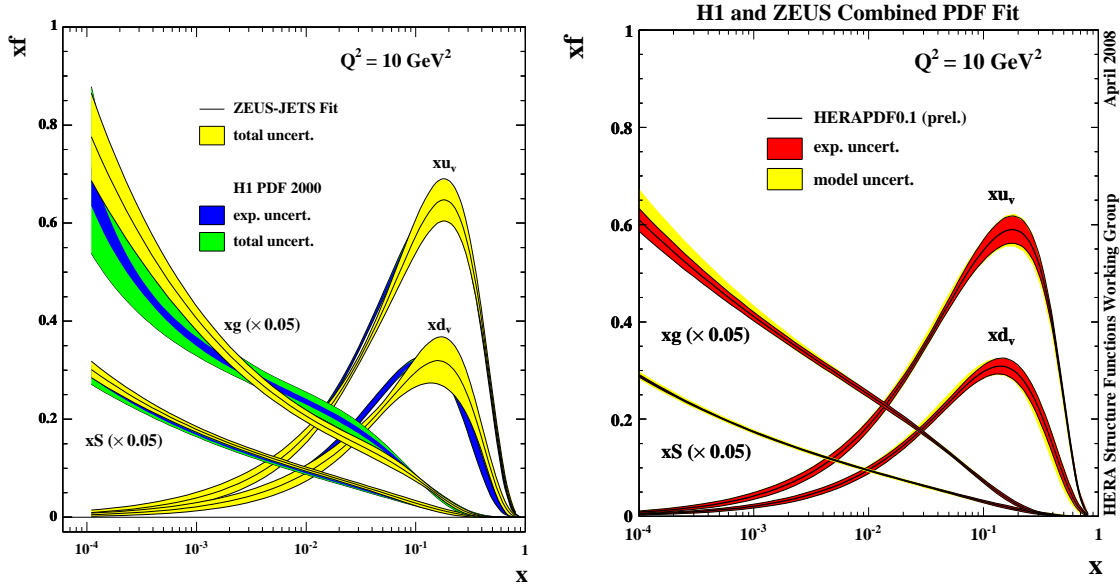 xf
1
0.8
0.6
0.4
0.2
0
Q² = 10 GeV²
ZEUS-JETS Fit
total uncert.
H1 PDF 2000
exp. uncert.
total uncert.
xuᵥ
xdᵥ
xg (× 0.05)
xS (× 0.05)
10⁻⁴
10⁻³
10⁻²
10⁻¹
1
x
H1 and ZEUS Combined PDF Fit
xf
1
0.8
0.6
0.4
0.2
0
Q² = 10 GeV²
HERAPDF0.1 (prel.)
exp. uncert.
model uncert.
xuᵥ
xdᵥ
xg (× 0.05)
xS (× 0.05)
10⁻⁴
10⁻³
10⁻²
10⁻¹
1
x
HERA Structure Functions Working Group April 2008